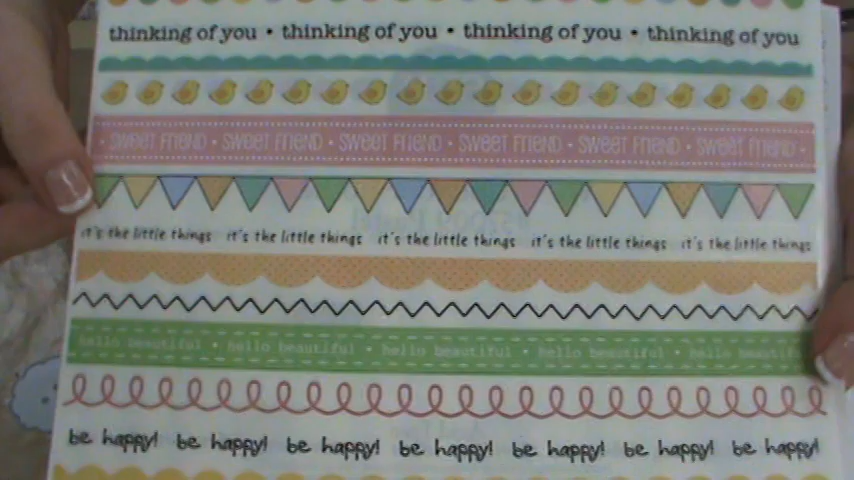 thinking of you • thinking of you • thinking of you • thinking of you
• SWEET FRIEND • SWEET FRIEND • SWEET FRIEND • SWEET FRIEND • SWEET FRIEND • SWEET FRIEND •
it's the little things it's the little things it's the little things it's the little things it's the little things
hello beautiful • hello beautiful • hello beautiful • hello beautiful • hello beautiful
be happy! be happy! be happy! be happy! be happy! be happy! be happy!